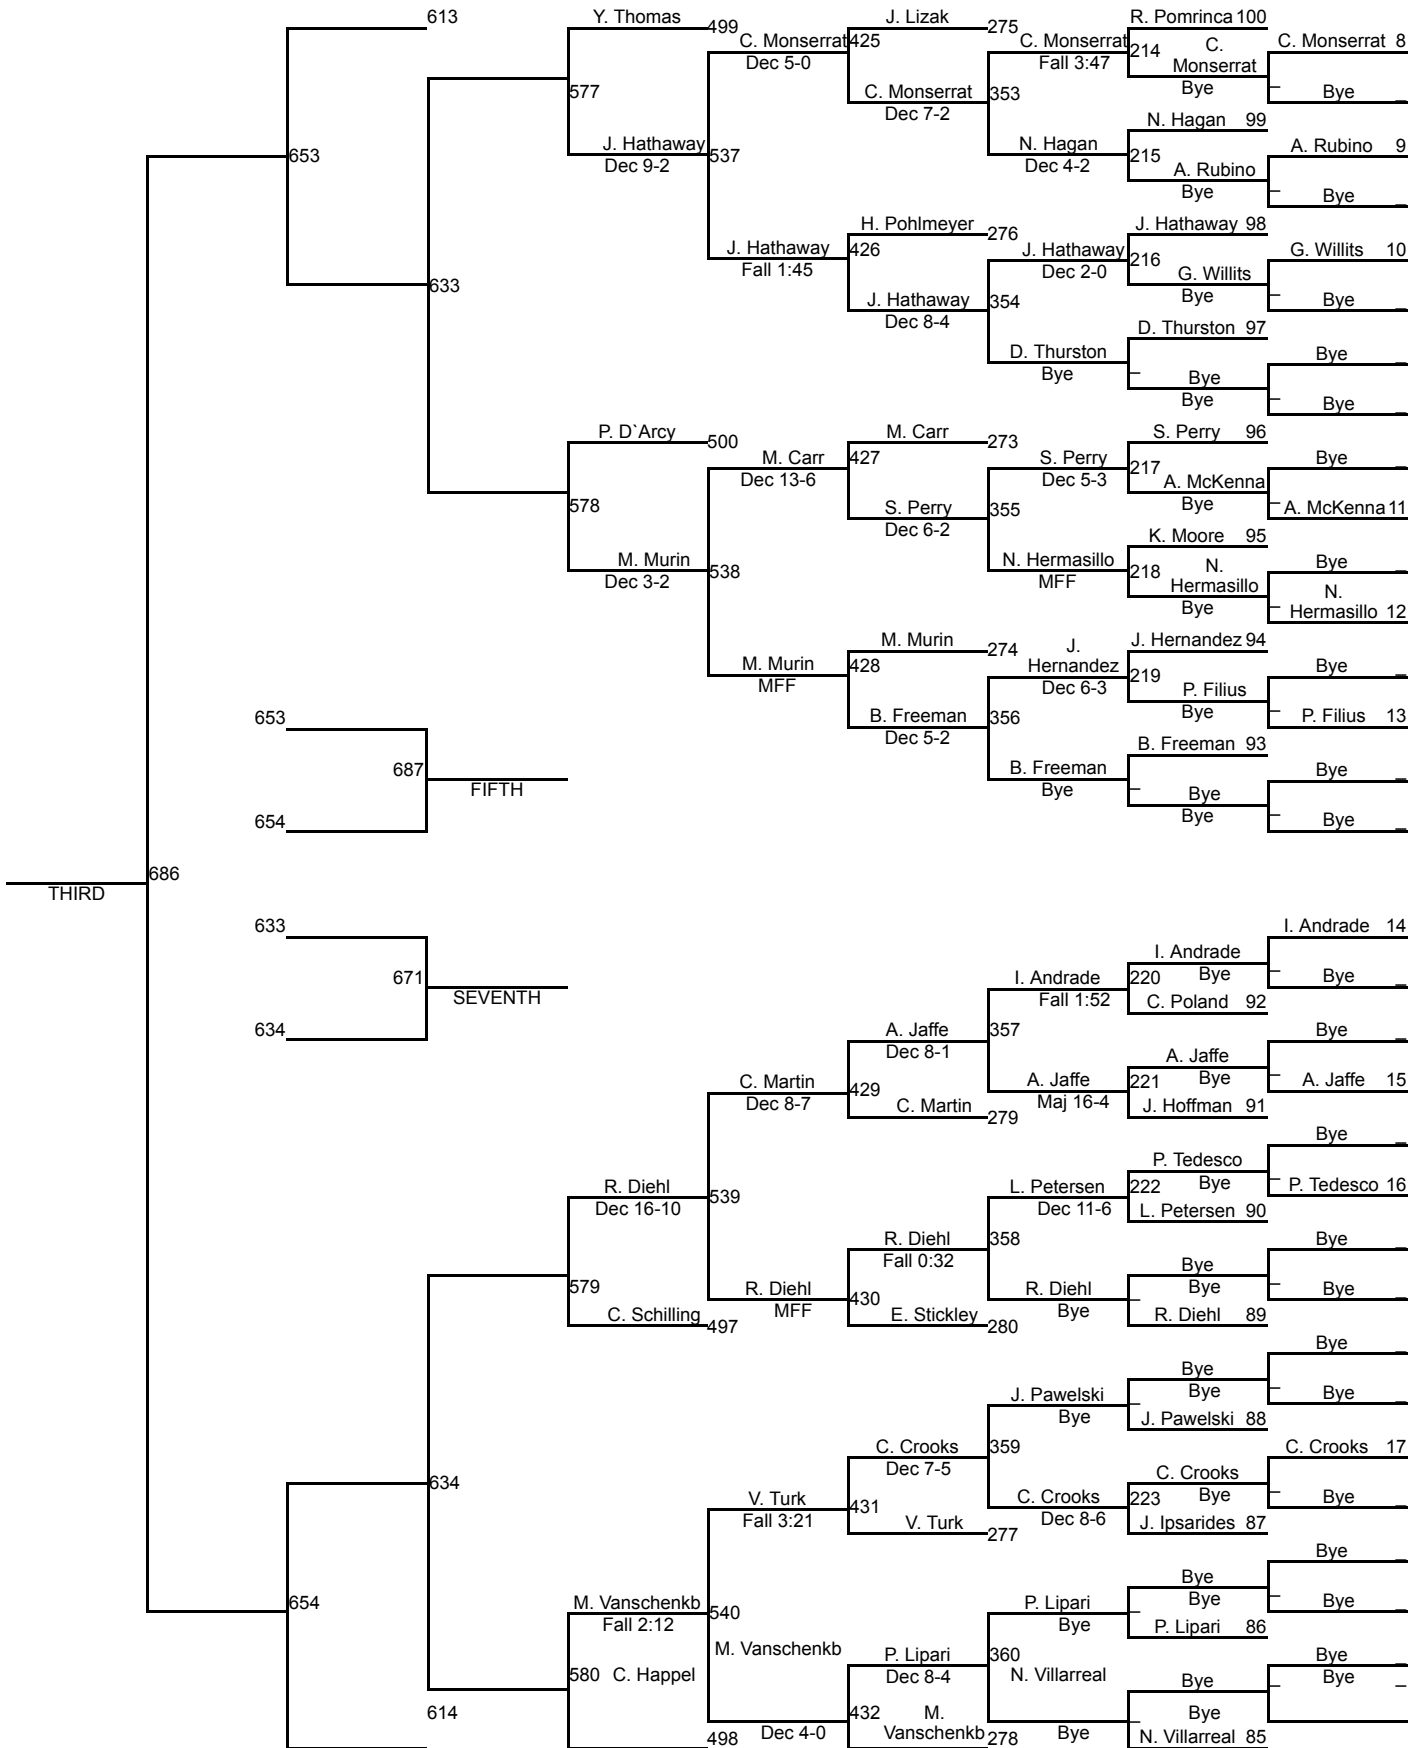 613
Y. Thomas
499
J. Lizak
275
R. Pomrinca 100
C. Monserrat 425
Dec 5-0
C. Monserrat
Fall 3:47
214
C.
Monserrat
Bye
C. Monserrat 8
577
C. Monserrat
Dec 7-2
353
_
Bye _
N. Hagan 99
653
J. Hathaway
Dec 9-2
537
N. Hagan
Dec 4-2
215
A. Rubino
Bye
A. Rubino 9
_
Bye _
H. Pohlmeyer
276
J. Hathaway 98
J. Hathaway
Fall 1:45
426
J. Hathaway
Dec 2-0
216
G. Willits
Bye
G. Willits 10
_
Bye _
633
J. Hathaway
Dec 8-4
354
D. Thurston 97
D. Thurston
Bye
_
Bye
Bye
Bye _
_
Bye _
P. D`Arcy
500
M. Carr
273
S. Perry 96
M. Carr
Dec 13-6
427
S. Perry
Dec 5-3
217
A. McKenna
Bye
Bye _
_
A. McKenna 11
578
S. Perry
Dec 6-2
355
K. Moore 95
M. Murin
Dec 3-2
538
N. Hermasillo
MFF
218
N.
Hermasillo
Bye
Bye _
_
N.
Hermasillo 12
M. Murin
274
J. Hernandez 94
M. Murin
MFF
428
J.
Hernandez
Dec 6-3
219
P. Filius
Bye
Bye _
_
P. Filius 13
653
B. Freeman
Dec 5-2
356
B. Freeman 93
687
FIFTH
B. Freeman
Bye
_
Bye
Bye
Bye _
_
Bye _
654
686
THIRD
633
I. Andrade 14
671
SEVENTH
I. Andrade
Fall 1:52
220
I. Andrade
Bye
_
Bye _
C. Poland 92
634
A. Jaffe
Dec 8-1
357
Bye _
C. Martin
Dec 8-7
429
A. Jaffe
Maj 16-4
221
A. Jaffe
Bye
_
A. Jaffe 15
C. Martin
279
J. Hoffman 91
Bye _
R. Diehl
Dec 16-10
539
L. Petersen
Dec 11-6
222
P. Tedesco
Bye
_
P. Tedesco 16
L. Petersen 90
R. Diehl
Fall 0:32
358
Bye _
579
R. Diehl
MFF
430
R. Diehl
Bye
_
Bye
Bye
_
Bye _
C. Schilling
497
E. Stickley
280
R. Diehl 89
Bye _
J. Pawelski
Bye
_
Bye
Bye
_
Bye _
J. Pawelski 88
C. Crooks
Dec 7-5
359
C. Crooks 17
634
V. Turk
Fall 3:21
431
C. Crooks
Dec 8-6
223
C. Crooks
Bye
_
Bye _
V. Turk
277
J. Ipsarides 87
Bye _
654
M. Vanschenkb
Fall 2:12
540
P. Lipari
Bye
_
Bye
Bye
_
Bye _
P. Lipari 86
M. Vanschenkb
P. Lipari
Dec 8-4
360
Bye _
580
C. Happel
N. Villarreal
Bye
_
Bye _
614
432
M.
Vanschenkb
278
Bye
_
Bye
498
Dec 4-0
Bye
N. Villarreal 85